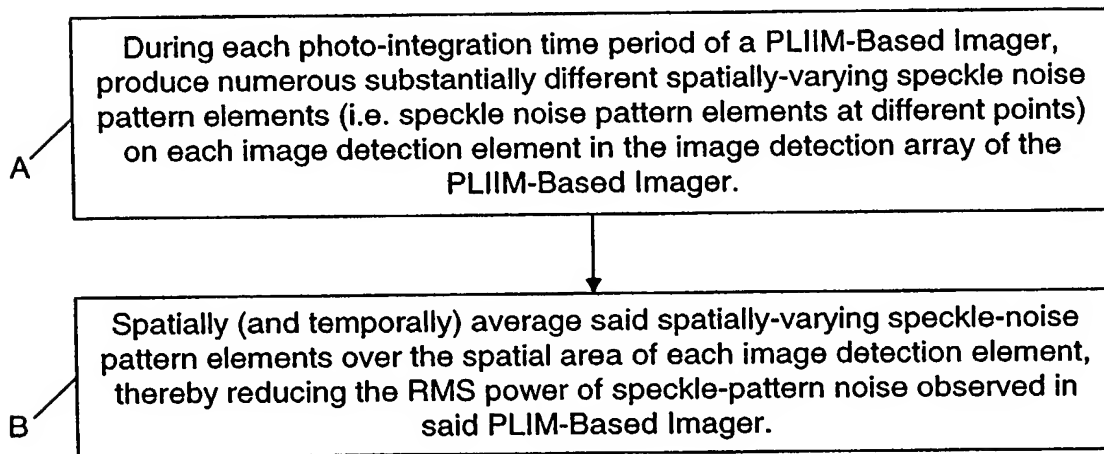 During each photo-integration time period of a PLIIM-Based Imager,
produce numerous substantially different spatially-varying speckle noise
pattern elements (i.e. speckle noise pattern elements at different points)
on each image detection element in the image detection array of the
PLIIM-Based Imager.
A
Spatially (and temporally) average said spatially-varying speckle-noise
pattern elements over the spatial area of each image detection element,
thereby reducing the RMS power of speckle-pattern noise observed in
said PLIM-Based Imager.
B